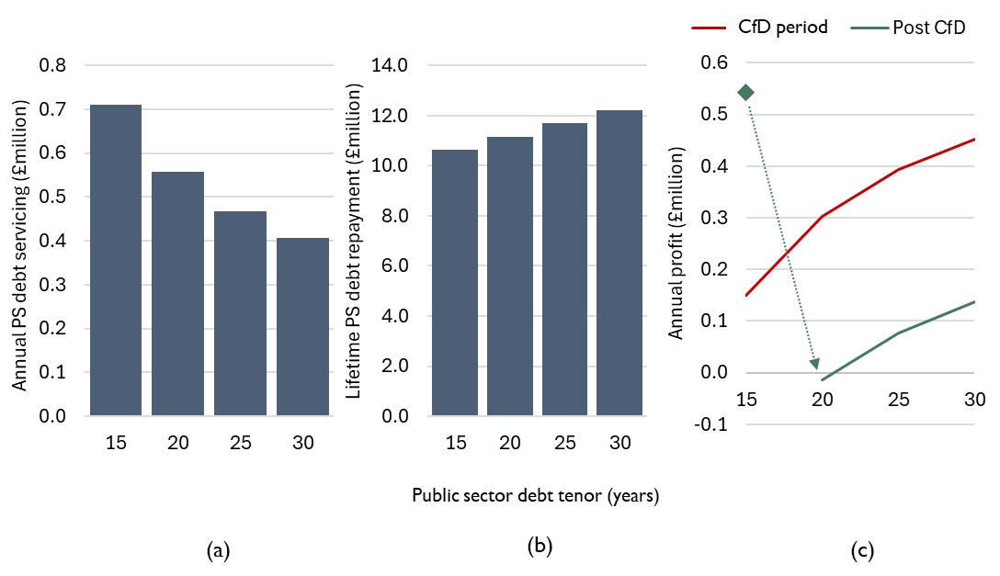 CfD period
Post CfD
Annual PS debt servicing (£million)
0.8
0.7
0.6
0.5
0.4
0.3
0.2
0.1
0.0
15 20 25 30
Lifetime PS debt repayment (£million)
14.0
12.0
10.0
8.0
6.0
4.0
2.0
0.0
15 20 25 30
Annual profit (£million)
0.6
0.5
0.4
0.3
0.2
0.1
0.0
-0.1
15 20 25 30
Public sector debt tenor (years)
(a)
(b)
(c)